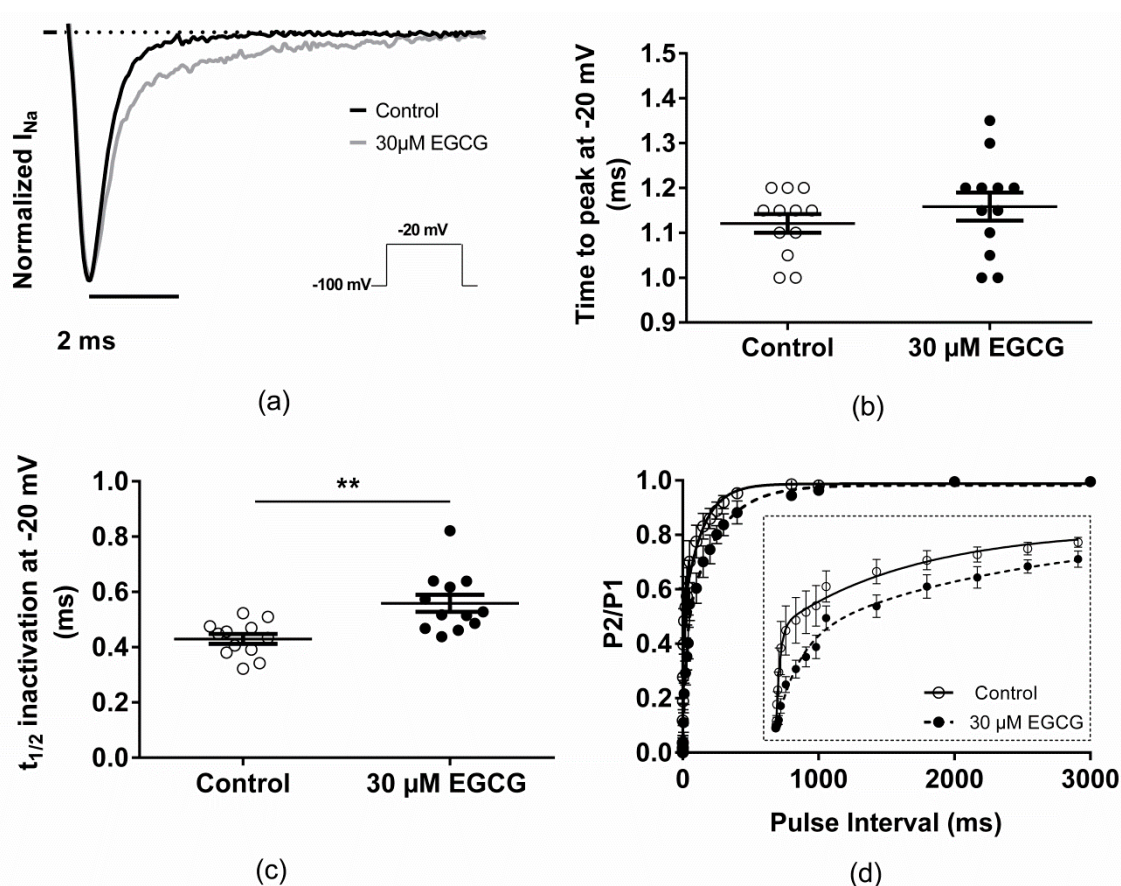 Normalized I_Na
Control
30µM EGCG
-20 mV
-100 mV
2 ms
(a)
Time to peak at -20 mV
(ms)
1.5
1.4
1.3
1.2
1.1
1.0
0.9
Control
30 µM EGCG
(b)
t_1/2 inactivation at -20 mV
(ms)
1.0
0.8
0.6
0.4
0.2
0.0
**
Control
30 µM EGCG
(c)
P2/P1
1.0
0.8
0.6
0.4
0.2
0.0
Control
30 µM EGCG
0
1000
2000
3000
Pulse Interval (ms)
(d)